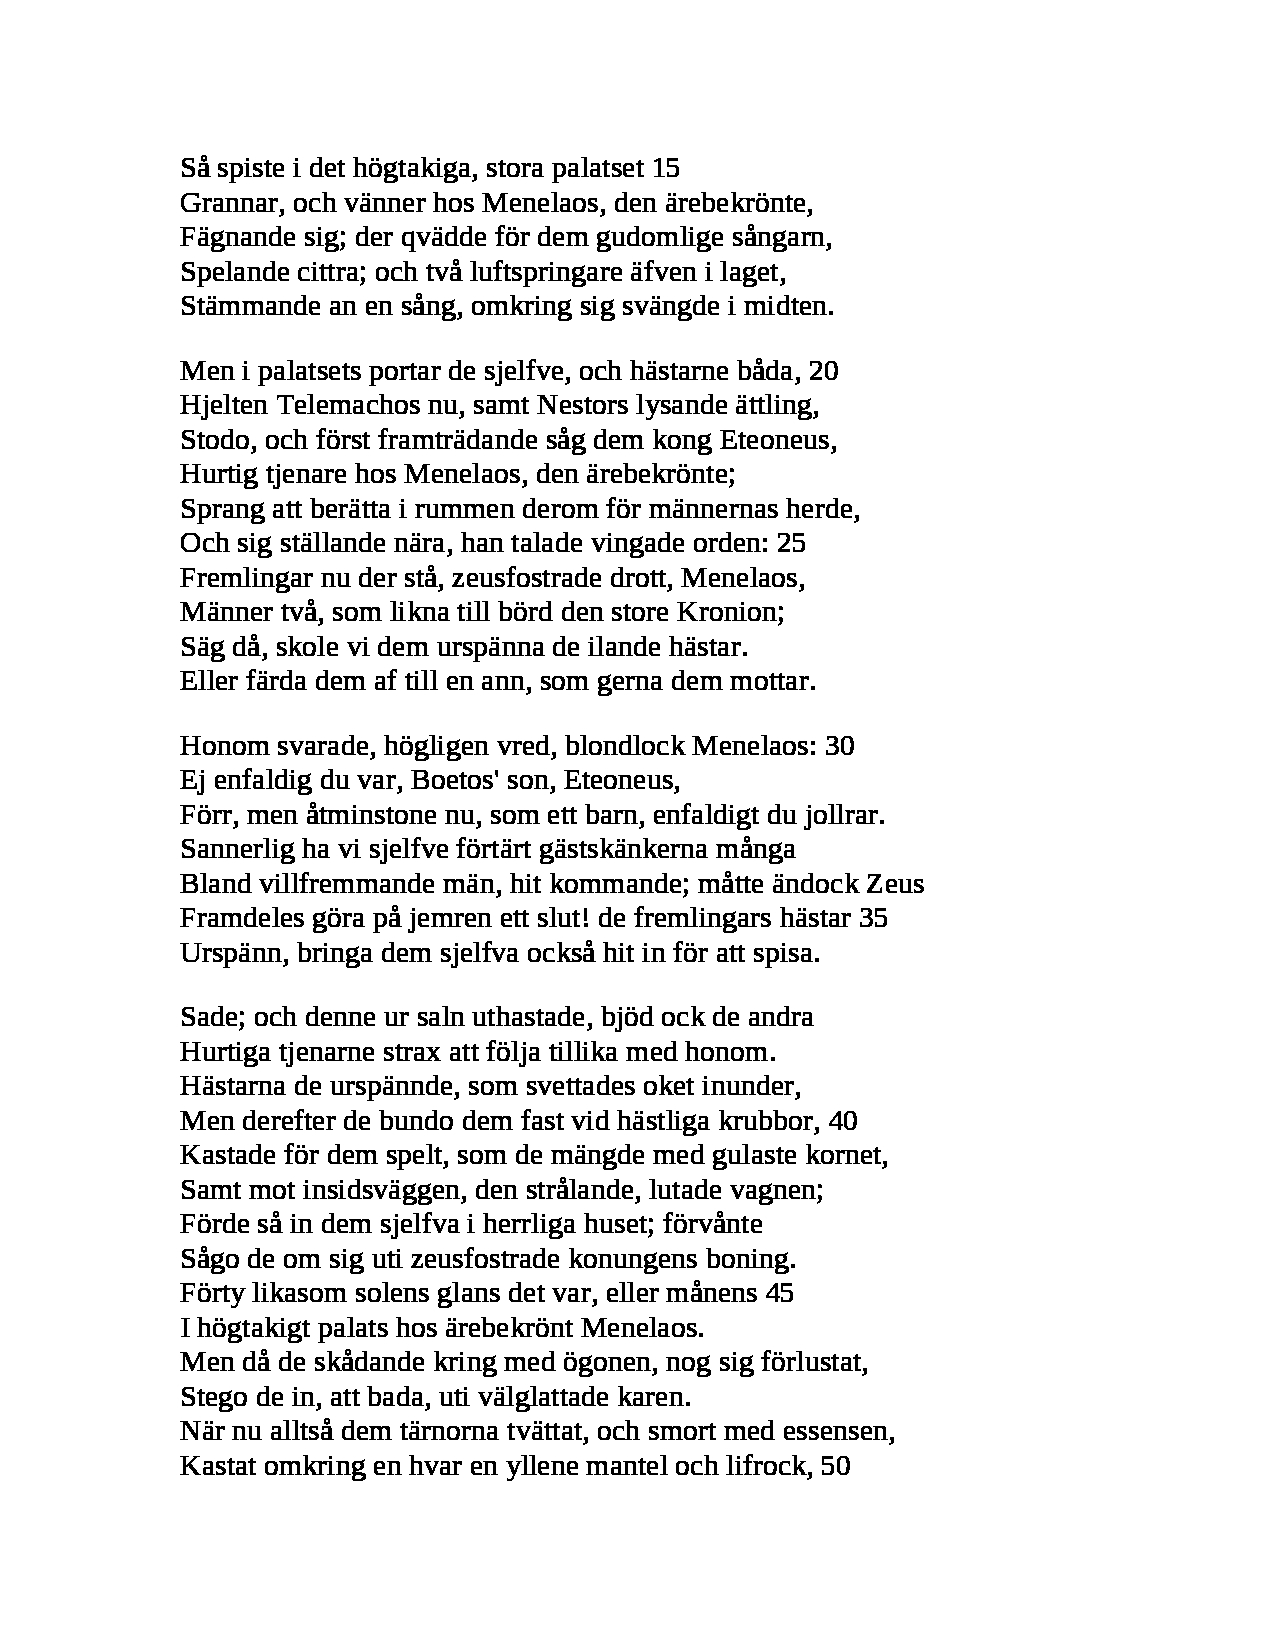 Så spiste i det högtakiga, stora palatset 15
Grannar, och vänner hos Menelaos, den ärebekrönte,
Fägnande sig; der qvädde för dem gudomlige sångarn,
Spelande cittra; och två luftspringare äfven i laget,
Stämmande an en sång, omkring sig svängde i midten.

Men i palatsets portar de sjelfve, och hästarne båda, 20
Hjelten Telemachos nu, samt Nestors lysande ättling,
Stodo, och först framträdande såg dem kong Eteoneus,
Hurtig tjenare hos Menelaos, den ärebekrönte;
Sprang att berätta i rummen derom för männernas herde,
Och sig ställande nära, han talade vingade orden: 25
Fremlingar nu der stå, zeusfostrade drott, Menelaos,
Männer två, som likna till börd den store Kronion;
Säg då, skole vi dem urspänna de ilande hästar.
Eller färda dem af till en ann, som gerna dem mottar.

Honom svarade, högligen vred, blondlock Menelaos: 30
Ej enfaldig du var, Boetos' son, Eteoneus,
Förr, men åtminstone nu, som ett barn, enfaldigt du jollrar.
Sannerlig ha vi sjelfve förtärt gästskänkerna många
Bland villfremmande män, hit kommande; måtte ändock Zeus
Framdeles göra på jemren ett slut! de fremlingars hästar 35
Urspänn, bringa dem sjelfva också hit in för att spisa.

Sade; och denne ur saln uthastade, bjöd ock de andra
Hurtiga tjenarne strax att följa tillika med honom.
Hästarna de urspännde, som svettades oket inunder,
Men derefter de bundo dem fast vid hästliga krubbor, 40
Kastade för dem spelt, som de mängde med gulaste kornet,
Samt mot insidsväggen, den strålande, lutade vagnen;
Förde så in dem sjelfva i herrliga huset; förvånte
Sågo de om sig uti zeusfostrade konungens boning.
Förty likasom solens glans det var, eller månens 45
I högtakigt palats hos ärebekrönt Menelaos.
Men då de skådande kring med ögonen, nog sig förlustat,
Stego de in, att bada, uti välglattade karen.
När nu alltså dem tärnorna tvättat, och smort med essensen,
Kastat omkring en hvar en yllene mantel och lifrock, 50